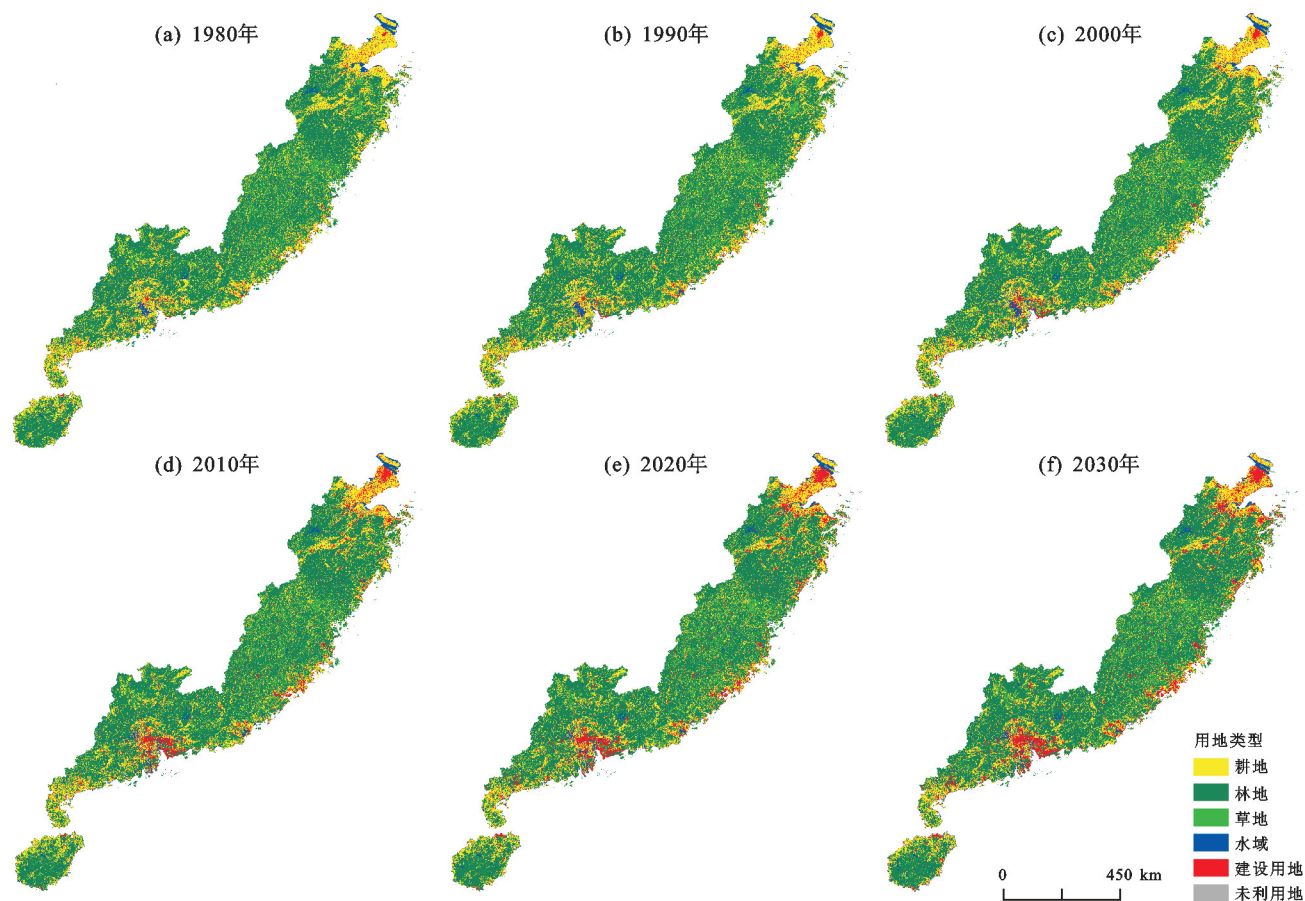 (a) 1980年
(b) 1990年
(c) 2000年
(d) 2010年
(e) 2020年
(f) 2030年
用地类型
耕地
林地
草地
水域
建设用地
未利用地
0 450 km